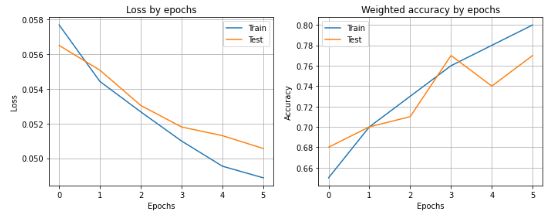 Loss by epochs
0.058
0.056
0.054
0.052
0.050
Loss
Train
Test
0 1 2 3 4 5
Epochs
Weighted accuracy by epochs
0.80
0.78
0.76
0.74
0.72
0.70
0.68
0.66
Accuracy
Train
Test
0 1 2 3 4 5
Epochs